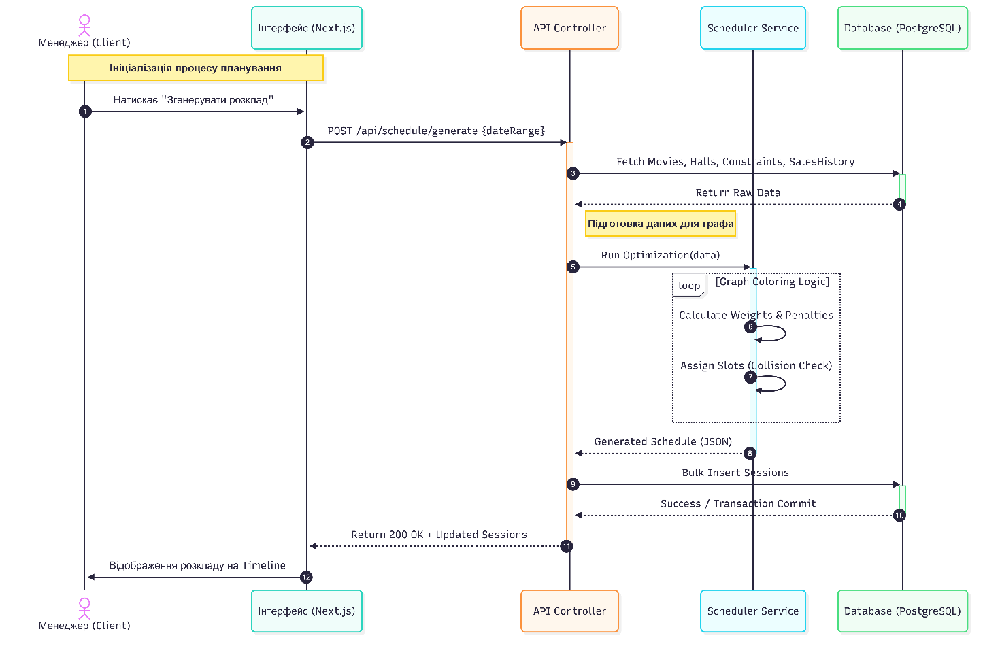 Менеджер (Client)
Інтерфейс (Next.js)
API Controller
Scheduler Service
Database (PostgreSQL)
Ініціалізація процесу планування
Натискає "Згенерувати розклад"
1
POST /api/schedule/generate {dateRange}
2
Fetch Movies, Halls, Constraints, SalesHistory
3
Return Raw Data
4
Підготовка даних для графа
Run Optimization(data)
5
loop
[Graph Coloring Logic]
Calculate Weights & Penalties
6
Assign Slots (Collision Check)
7
Generated Schedule (JSON)
8
Bulk Insert Sessions
9
Success / Transaction Commit
10
Return 200 OK + Updated Sessions
11
Відображення розкладу на Timeline
12
Менеджер (Client)
Інтерфейс (Next.js)
API Controller
Scheduler Service
Database (PostgreSQL)